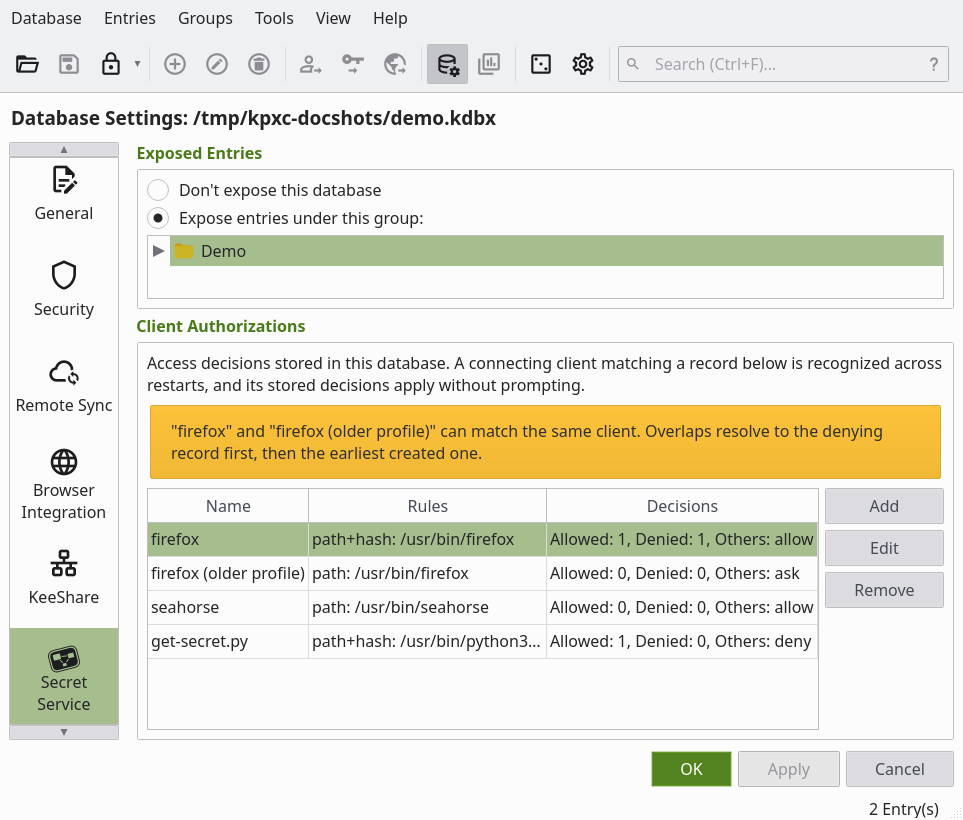 Database Entries Groups Tools View Help
Search (Ctrl+F)... ?
Database Settings: /tmp/kpxc-docshots/demo.kdbx
General
Security
Remote Sync
Browser
Integration
KeeShare
Secret
Service
Exposed Entries
Don't expose this database
Expose entries under this group:
Demo
Client Authorizations
Access decisions stored in this database. A connecting client matching a record below is recognized across
restarts, and its stored decisions apply without prompting.
"firefox" and "firefox (older profile)" can match the same client. Overlaps resolve to the denying
record first, then the earliest created one.
Name Rules Decisions
firefox path+hash: /usr/bin/firefox Allowed: 1, Denied: 1, Others: allow
firefox (older profile) path: /usr/bin/firefox Allowed: 0, Denied: 0, Others: ask
seahorse path: /usr/bin/seahorse Allowed: 0, Denied: 0, Others: allow
get-secret.py path+hash: /usr/bin/python3... Allowed: 1, Denied: 0, Others: deny
Add
Edit
Remove
OK Apply Cancel
2 Entry(s)